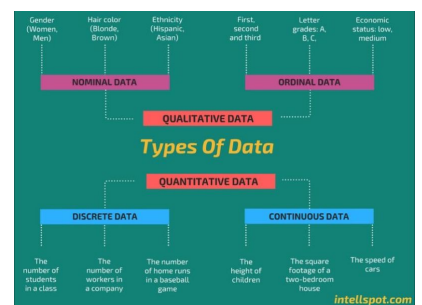 Gender
(Women,
Men)
Hair color
(Blonde,
Brown)
Ethnicity
(Hispanic,
Asian)
First,
second
and third
Letter
grades: A,
B, C,
Economic
status: low,
medium
NOMINAL DATA
ORDINAL DATA
QUALITATIVE DATA
Types Of Data
QUANTITATIVE DATA
DISCRETE DATA
CONTINUOUS DATA
The
number of
students
in a class
The
number of
workers in
a company
The number
of home runs
in a baseball
game
The
height of
children
The square
footage of a
two-bedroom
house
The speed of
cars
intellspot.com